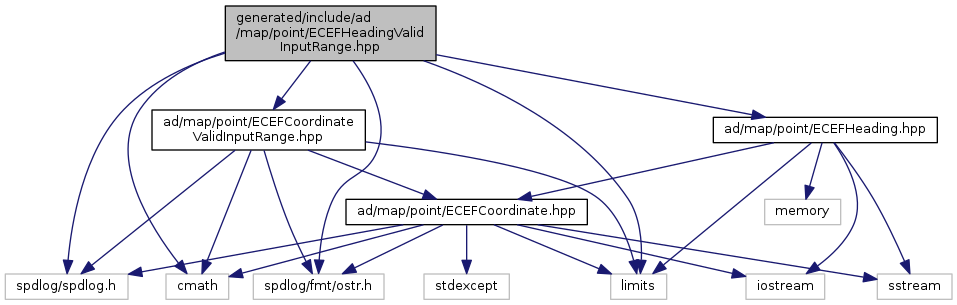 generated/include/ad
/map/point/ECEFHeadingValid
InputRange.hpp
ad/map/point/ECEFCoordinate
ValidInputRange.hpp
ad/map/point/ECEFHeading.hpp
ad/map/point/ECEFCoordinate.hpp
memory
spdlog/spdlog.h
cmath
spdlog/fmt/ostr.h
stdexcept
limits
iostream
sstream